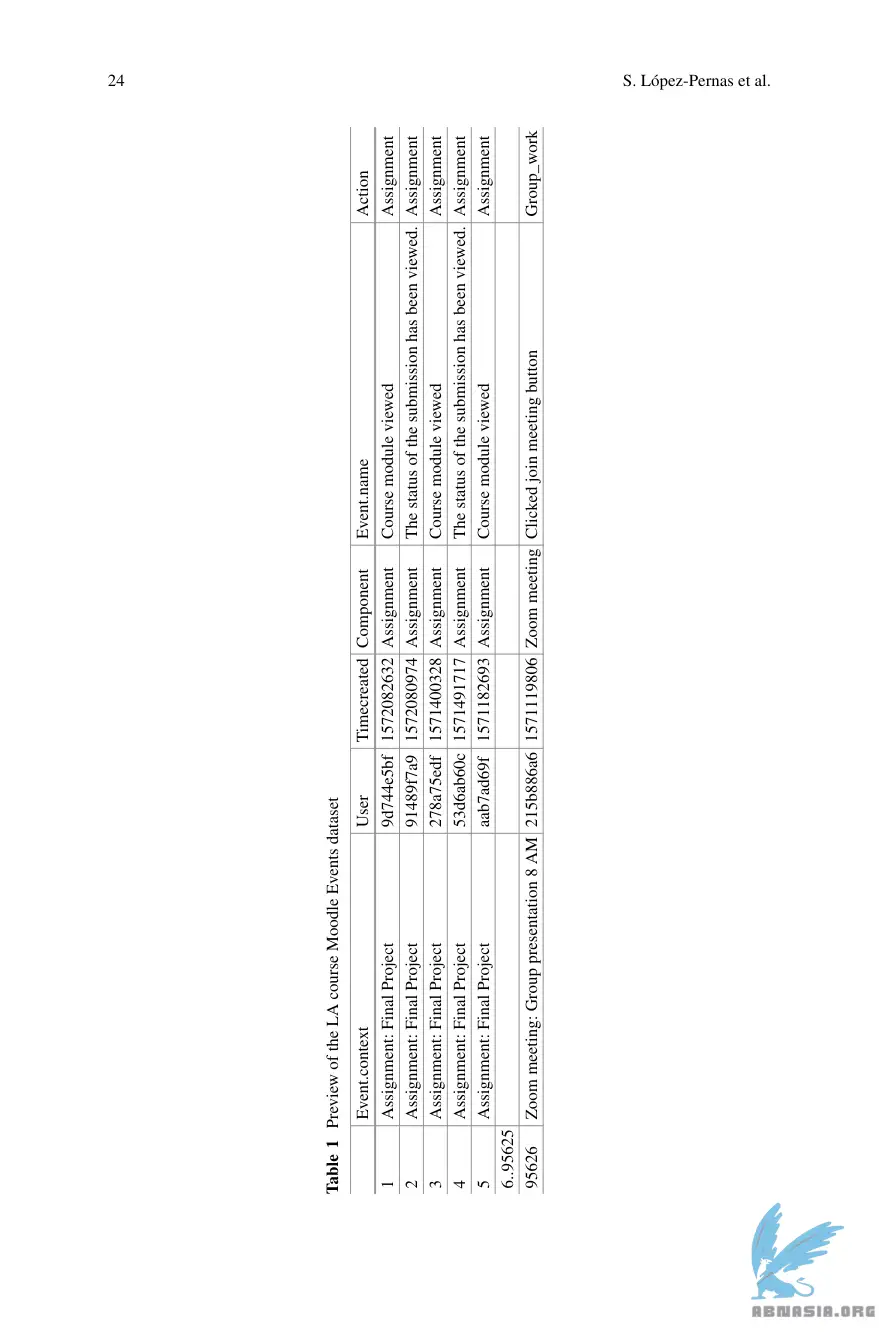 24
S. López-Pernas et al.
Table 1 Preview of the LA course Moodle Events dataset
Event.context User Timecreated Component Event.name Action
1 Assignment: Final Project 9d744e5bf 1572082632 Assignment Course module viewed Assignment
2 Assignment: Final Project 91489f7a9 1572080974 Assignment The status of the submission has been viewed. Assignment
3 Assignment: Final Project 278a75edf 1571400328 Assignment Course module viewed Assignment
4 Assignment: Final Project 53d6ab60c 1571491717 Assignment The status of the submission has been viewed. Assignment
5 Assignment: Final Project aab7ad69f 1571182693 Assignment Course module viewed Assignment
6..95625
95626 Zoom meeting: Group presentation 8 AM 215b886a6 1571119806 Zoom meeting Clicked join meeting button Group_work
ABNASIA.ORG